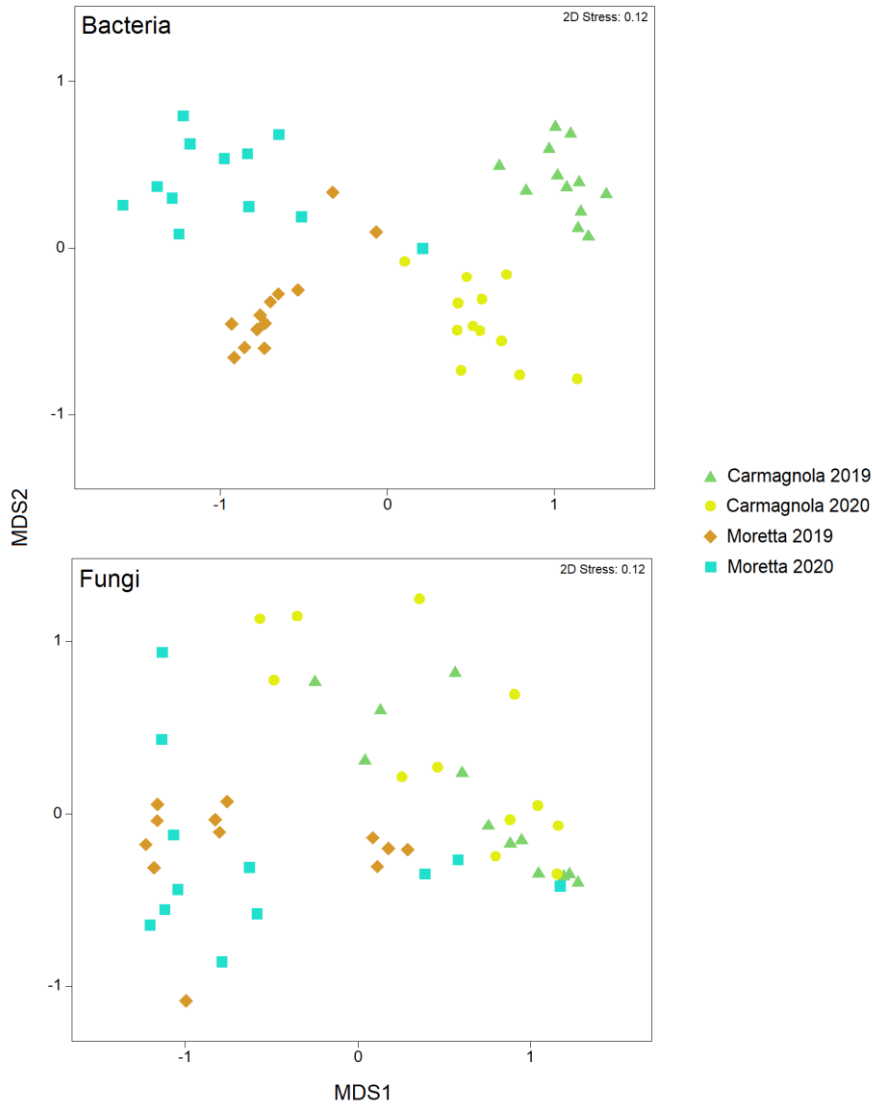 Bacteria
2D Stress: 0.12
1
0
-1
-1
0
1
MDS2
Carmagnola 2019
Carmagnola 2020
Moretta 2019
Moretta 2020
Fungi
2D Stress: 0.12
1
0
-1
-1
0
1
MDS1